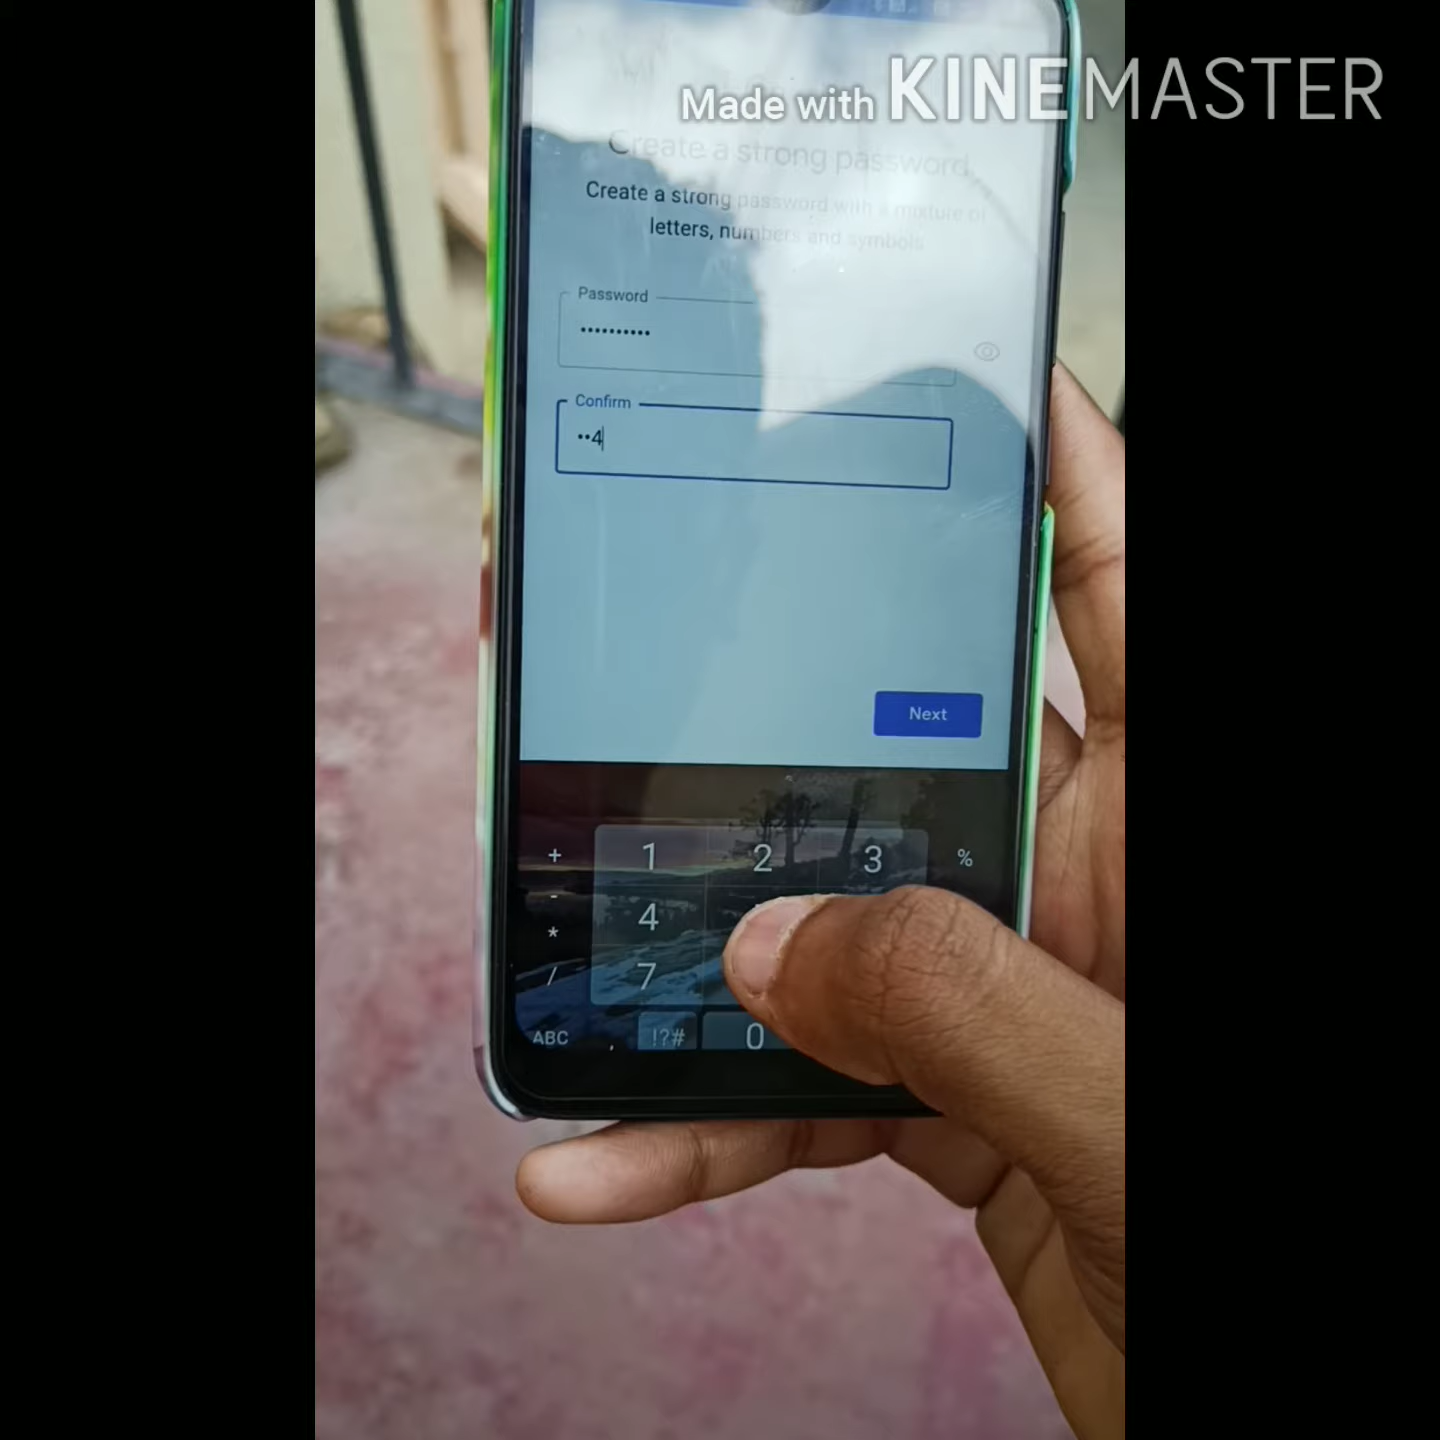 Made with KINEMASTER
Create a strong password
Create a strong password with a mixture of
letters, numbers and symbols
Password
••••••••••
Confirm
••4
Next
+ 1 2 3 %
- 4
*
7
/
ABC , !?# 0